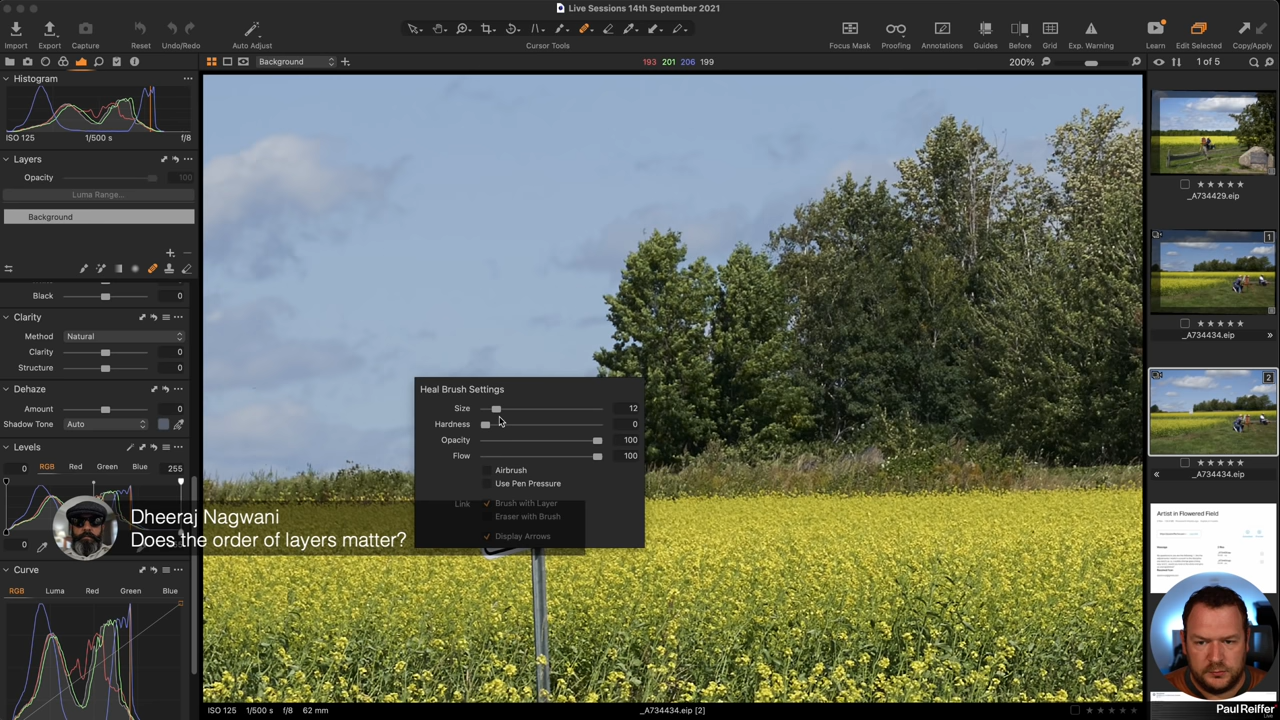 Live Sessions 14th September 2021
Import
Export
Capture
Reset
Undo/Redo
Auto Adjust
Cursor Tools
Focus Mask
Proofing
Annotations
Guides
Before
Grid
Exp. Warning
Learn
Edit Selected
Copy/Apply
Background
193 201 206 199
200%
1 of 5
Histogram
ISO 125
1/500 s
f/8
Layers
Opacity
100
Luma Range...
Background
Black
0
Clarity
Method
Natural
Clarity
0
Structure
0
Dehaze
Amount
0
Shadow Tone
Auto
Levels
0
RGB
Red
Green
Blue
255
0
Curve
RGB
Luma
Red
Green
Blue
Heal Brush Settings
Size
12
Hardness
0
Opacity
100
Flow
100
Airbrush
Use Pen Pressure
Link
Brush with Layer
Eraser with Brush
Display Arrows
Dheeraj Nagwani
Does the order of layers matter?
_A734429.eip
1
_A734434.eip
2
_A734434.eip
Artist in Flowered Field
PaulReiffer
Live
ISO 125
1/500 s
f/8
62 mm
_A734434.eip [2]